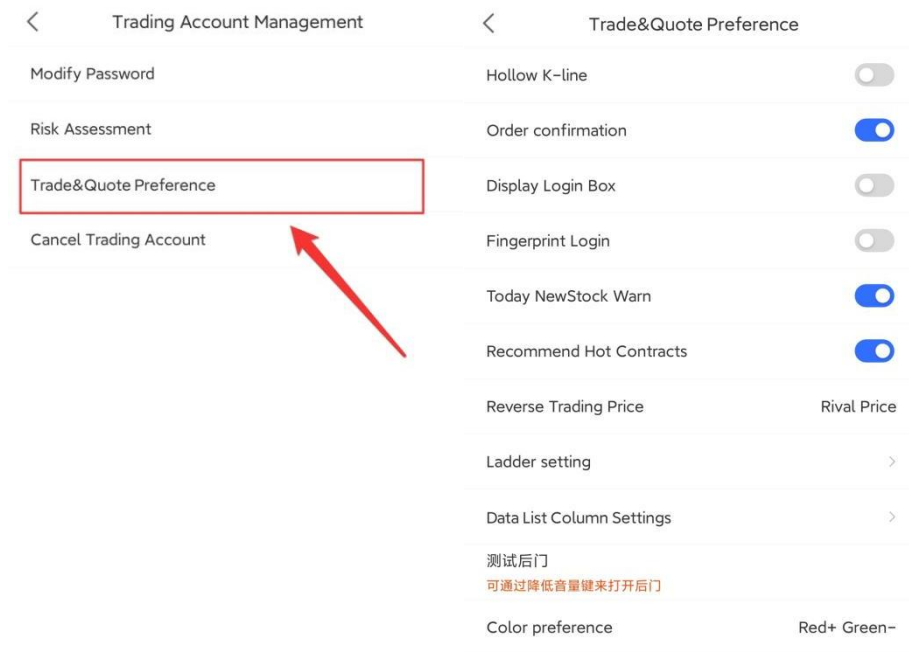 Trading Account Management
Modify Password
Risk Assessment
Trade&Quote Preference
Cancel Trading Account
Trade&Quote Preference
Hollow K-line
Order confirmation
Display Login Box
Fingerprint Login
Today NewStock Warn
Recommend Hot Contracts
Reverse Trading Price Rival Price
Ladder setting
Data List Column Settings
测试后门
可通过降低音量键来打开后门
Color preference Red+ Green-